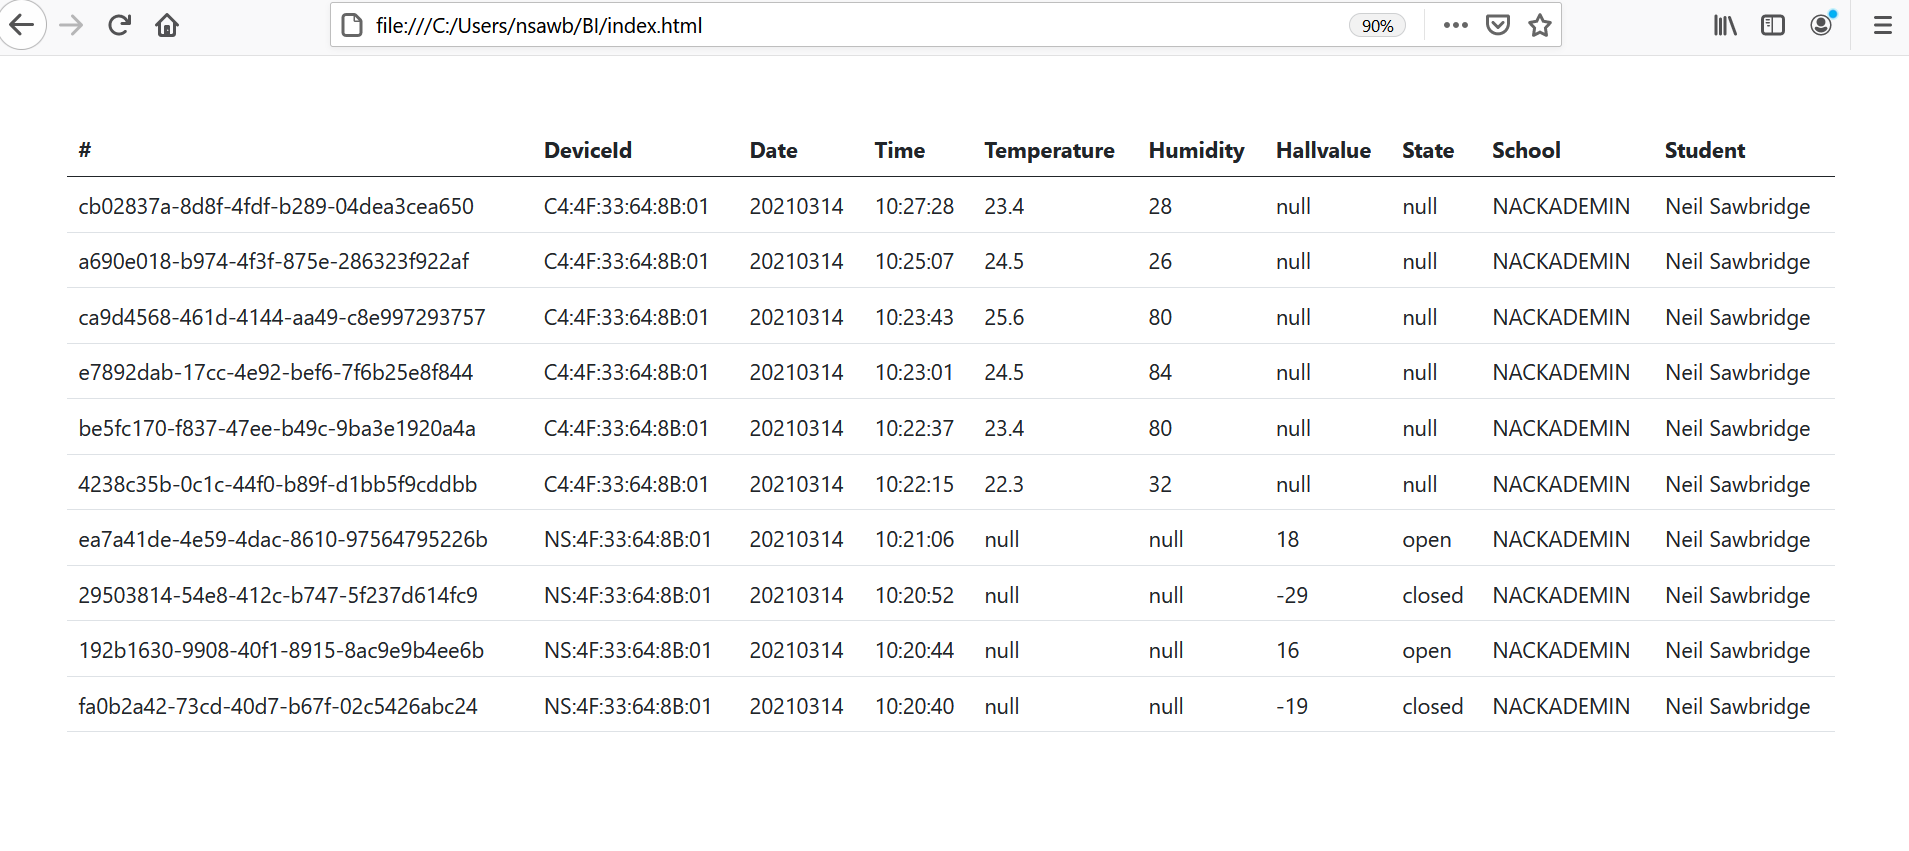 file:///C:/Users/nsawb/BI/index.html 90%
# DeviceId Date Time Temperature Humidity Hallvalue State School Student
cb02837a-8d8f-4fdf-b289-04dea3cea650 C4:4F:33:64:8B:01 20210314 10:27:28 23.4 28 null null NACKADEMIN Neil Sawbridge
a690e018-b974-4f3f-875e-286323f922af C4:4F:33:64:8B:01 20210314 10:25:07 24.5 26 null null NACKADEMIN Neil Sawbridge
ca9d4568-461d-4144-aa49-c8e997293757 C4:4F:33:64:8B:01 20210314 10:23:43 25.6 80 null null NACKADEMIN Neil Sawbridge
e7892dab-17cc-4e92-bef6-7f6b25e8f844 C4:4F:33:64:8B:01 20210314 10:23:01 24.5 84 null null NACKADEMIN Neil Sawbridge
be5fc170-f837-47ee-b49c-9ba3e1920a4a C4:4F:33:64:8B:01 20210314 10:22:37 23.4 80 null null NACKADEMIN Neil Sawbridge
4238c35b-0c1c-44f0-b89f-d1bb5f9cddbb C4:4F:33:64:8B:01 20210314 10:22:15 22.3 32 null null NACKADEMIN Neil Sawbridge
ea7a41de-4e59-4dac-8610-97564795226b NS:4F:33:64:8B:01 20210314 10:21:06 null null 18 open NACKADEMIN Neil Sawbridge
29503814-54e8-412c-b747-5f237d614fc9 NS:4F:33:64:8B:01 20210314 10:20:52 null null -29 closed NACKADEMIN Neil Sawbridge
192b1630-9908-40f1-8915-8ac9e9b4ee6b NS:4F:33:64:8B:01 20210314 10:20:44 null null 16 open NACKADEMIN Neil Sawbridge
fa0b2a42-73cd-40d7-b67f-02c5426abc24 NS:4F:33:64:8B:01 20210314 10:20:40 null null -19 closed NACKADEMIN Neil Sawbridge